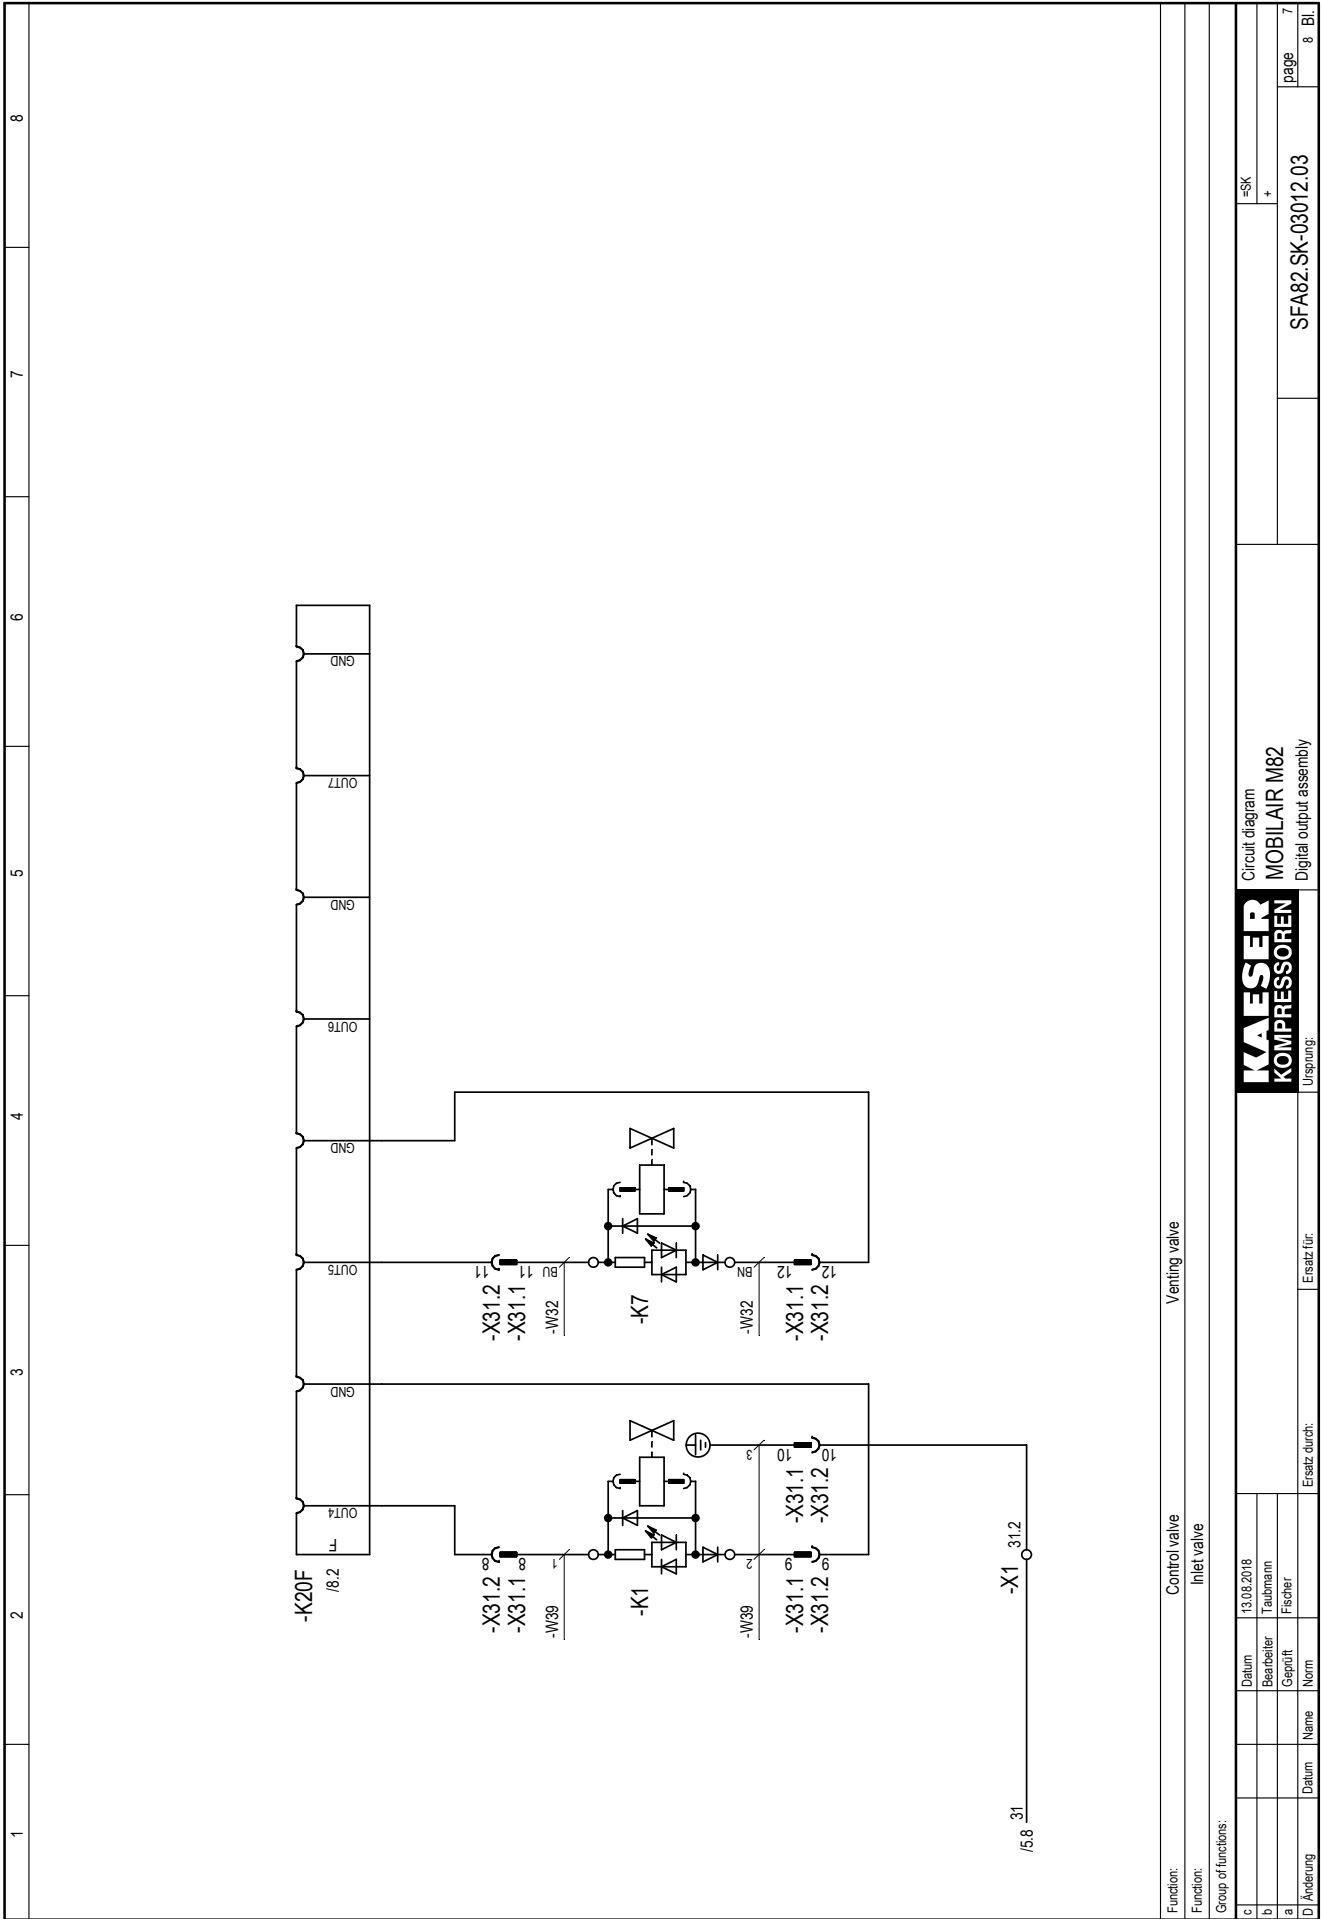 1 2 3 4 5 6 7 8
-K20F
/8.2
F
OUT4 GND OUT5 GND OUT6 GND OUT7 GND
-X31.2 8
-X31.1 8
-W39 1
-K1
-W39 2 3
-X31.1 9
-X31.2 9
-X31.1 10
-X31.2 10
-X31.2 11
-X31.1 11
-W32 BU
-K7
-W32 BN
-X31.1 12
-X31.2 12
-X1 31.2
/5.8 31
Function: Control valve Venting valve
Function: Inlet valve
Group of functions:
c Datum 13.08.2018
b Bearbeiter Taubmann
a Geprüft Fischer
D Änderung Datum Name Norm Ersatz durch: Ersatz für: Ursprung:
KAESER
KOMPRESSOREN
Circuit diagram
MOBILAIR M82
Digital output assembly
=SK
+
SFA82.SK-03012.03
page 7
8 Bl.